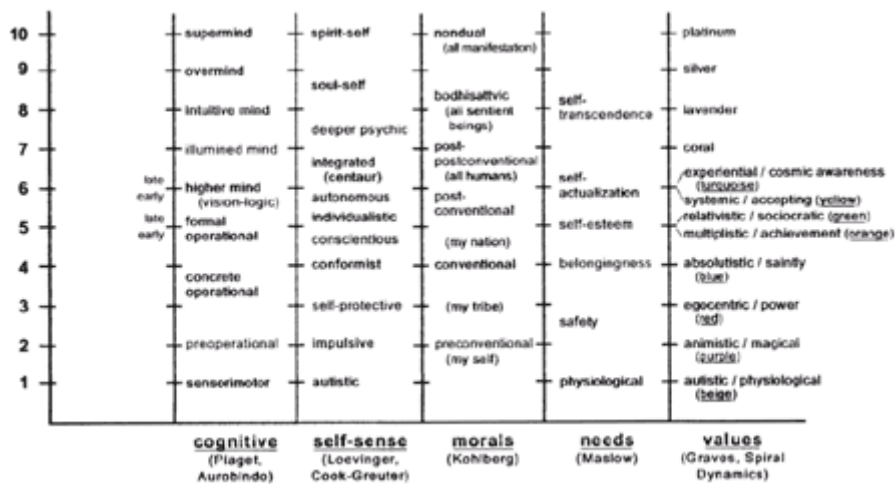 10
9
8
7
6
5
4
3
2
1
late
early
late
early
supermind
overmind
intuitive mind
illumined mind
higher mind
(vision-logic)
formal
operational
concrete
operational
preoperational
sensorimotor
cognitive
(Piaget,
Aurobindo)
spirit-self
soul-self
deeper psychic
integrated
(centaur)
autonomous
individualistic
conscientious
conformist
self-protective
impulsive
autistic
self-sense
(Loevinger,
Cook-Greuter)
nondual
(all manifestation)
bodhisattvic
(all sentient
beings)
post-
postconventional
(all humans)
post-
conventional
(my nation)
conventional
(my tribe)
preconventional
(my self)
morals
(Kohlberg)
self-
transcendence
self-
actualization
self-esteem
belongingness
safety
physiological
needs
(Maslow)
platinum
silver
lavender
coral
experiential / cosmic awareness
(turquoise)
systemic / accepting (yellow)
relativistic / sociocratic (green)
multiplistic / achievement (orange)
absolutistic / sainity
(blue)
egocentric / power
(red)
animistic / magical
(purple)
autistic / physiological
(beige)
values
(Graves, Spiral
Dynamics)